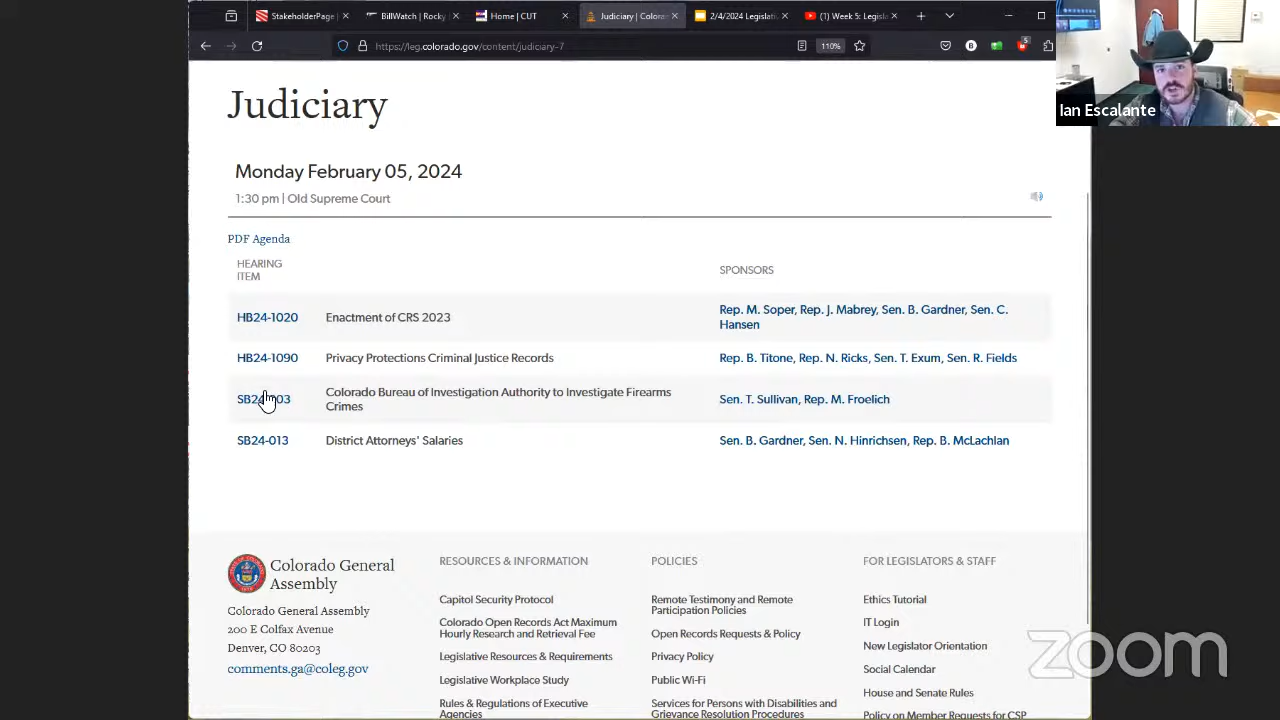 StakeholderPage |
BillWatch | Rocky
Home | CUT
Judiciary | Colora
2/4/2024 Legislati
(1) Week 5: Legisl
https://leg.colorado.gov/content/judiciary-7
110%
5
Ian Escalante
Judiciary
Monday February 05, 2024
1:30 pm | Old Supreme Court
PDF Agenda
HEARING
ITEM
SPONSORS
HB24-1020 Enactment of CRS 2023 Rep. M. Soper, Rep. J. Mabrey, Sen. B. Gardner, Sen. C.
Hansen
HB24-1090 Privacy Protections Criminal Justice Records Rep. B. Titone, Rep. N. Ricks, Sen. T. Exum, Sen. R. Fields
Colorado Bureau of Investigation Authority to Investigate Firearms
Crimes
Sen. T. Sullivan, Rep. M. Froelich
SB24-013 District Attorneys' Salaries Sen. B. Gardner, Sen. N. Hinrichsen, Rep. B. McLachlan
Colorado General
Assembly
Colorado General Assembly
200 E Colfax Avenue
Denver, CO 80203
comments.ga@coleg.gov
RESOURCES & INFORMATION
Capitol Security Protocol
Colorado Open Records Act Maximum
Hourly Research and Retrieval Fee
Legislative Resources & Requirements
Legislative Workplace Study
Rules & Regulations of Executive
Agencies
POLICIES
Remote Testimony and Remote
Participation Policies
Open Records Requests & Policy
Privacy Policy
Public Wi-Fi
Services for Persons with Disabilities and
Grievance Resolution Procedures
FOR LEGISLATORS & STAFF
Ethics Tutorial
IT Login
New Legislator Orientation
Social Calendar
House and Senate Rules
Policy on Member Requests for CSP
zoom